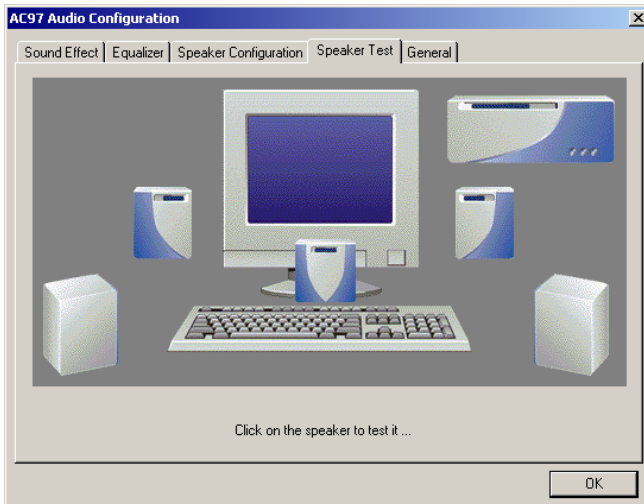 AC97 Audio Configuration
Sound Effect Equalizer Speaker Configuration Speaker Test General
Click on the speaker to test it ...
OK